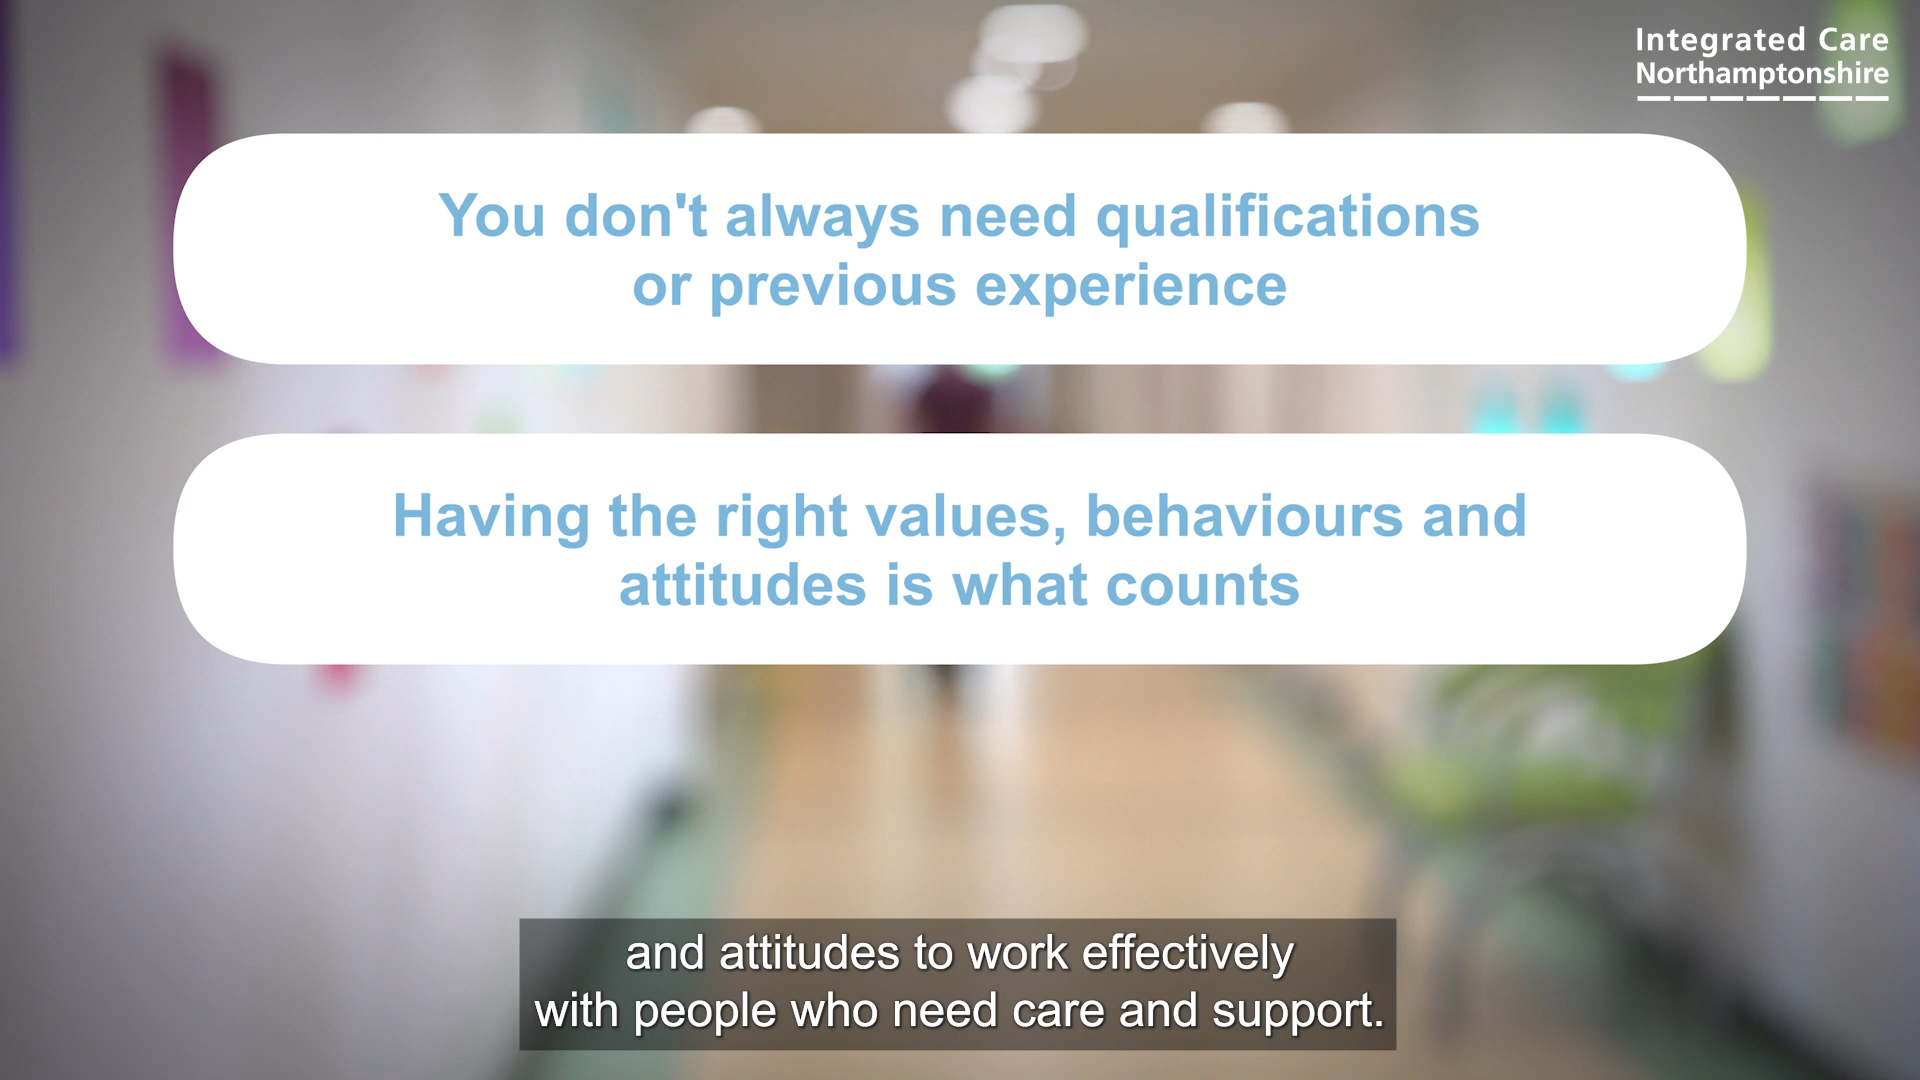 Integrated Care
Northamptonshire
You don't always need qualifications
or previous experience
Having the right values, behaviours and
attitudes is what counts
and attitudes to work effectively
with people who need care and support.